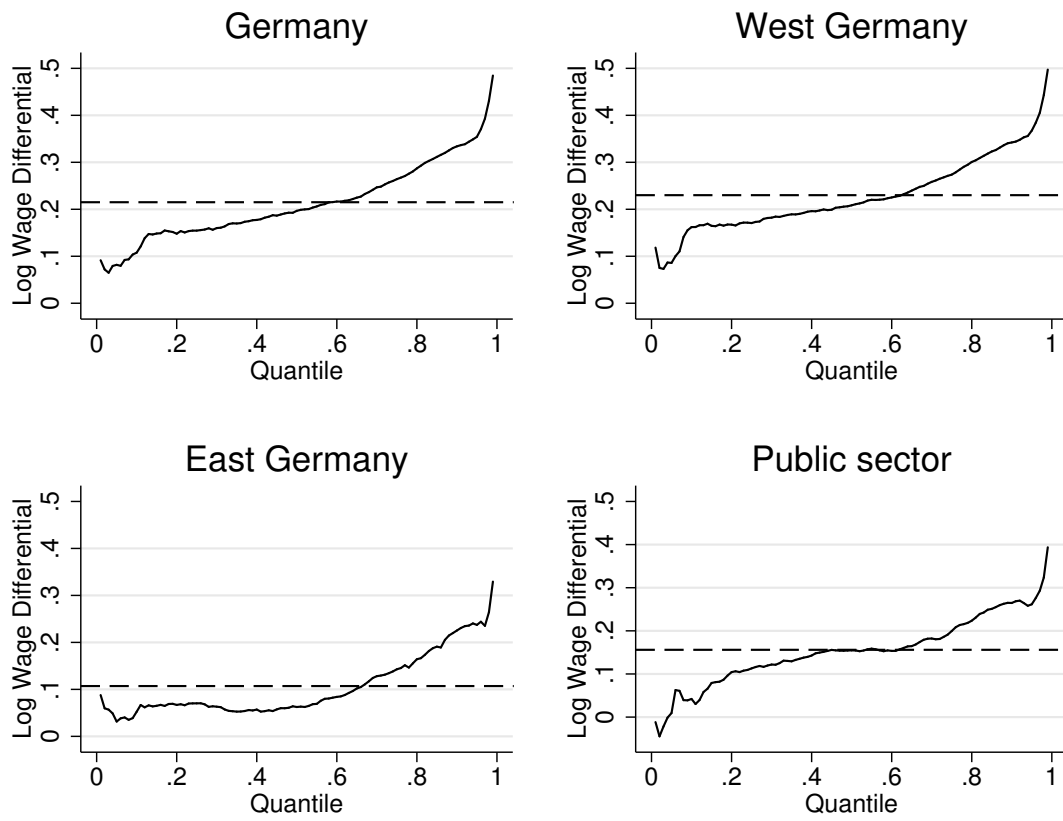 Germany
Log Wage Differential
0 .1 .2 .3 .4 .5
0 .2 .4 .6 .8 1
Quantile
West Germany
Log Wage Differential
0 .1 .2 .3 .4 .5
0 .2 .4 .6 .8 1
Quantile
East Germany
Log Wage Differential
0 .1 .2 .3 .4 .5
0 .2 .4 .6 .8 1
Quantile
Public sector
Log Wage Differential
0 .1 .2 .3 .4 .5
0 .2 .4 .6 .8 1
Quantile